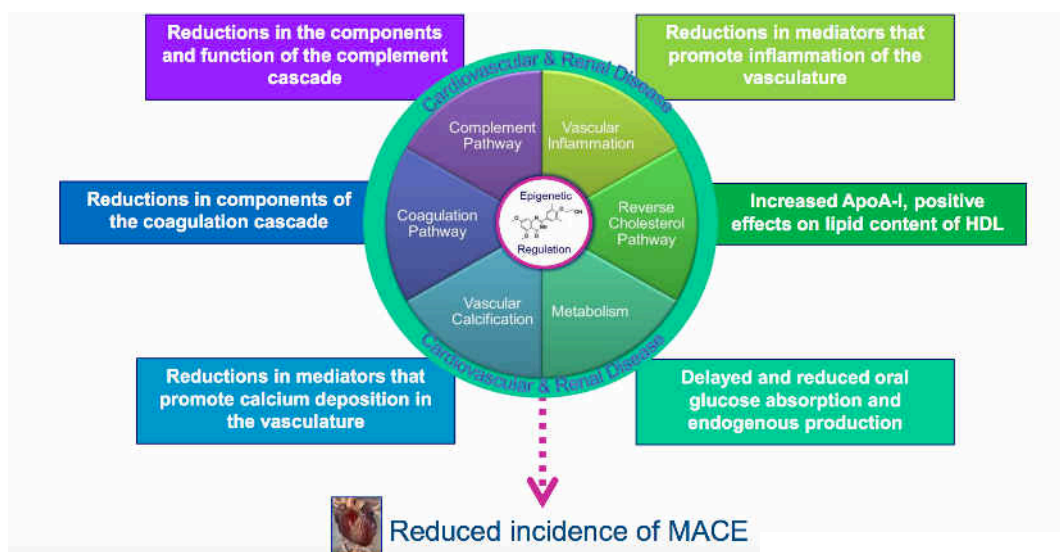 Reductions in the components
and function of the complement
cascade
Reductions in mediators that
promote inflammation of the
vasculature
Cardiovascular & Renal Disease
Complement
Pathway
Vascular
Inflammation
Reductions in components of
the coagulation cascade
Coagulation
Pathway
Epigenetic
Regulation
Reverse
Cholesterol
Pathway
Increased ApoA-I, positive
effects on lipid content of HDL
Vascular
Calcification
Metabolism
Cardiovascular & Renal Disease
Reductions in mediators that
promote calcium deposition in
the vasculature
Delayed and reduced oral
glucose absorption and
endogenous production
Reduced incidence of MACE